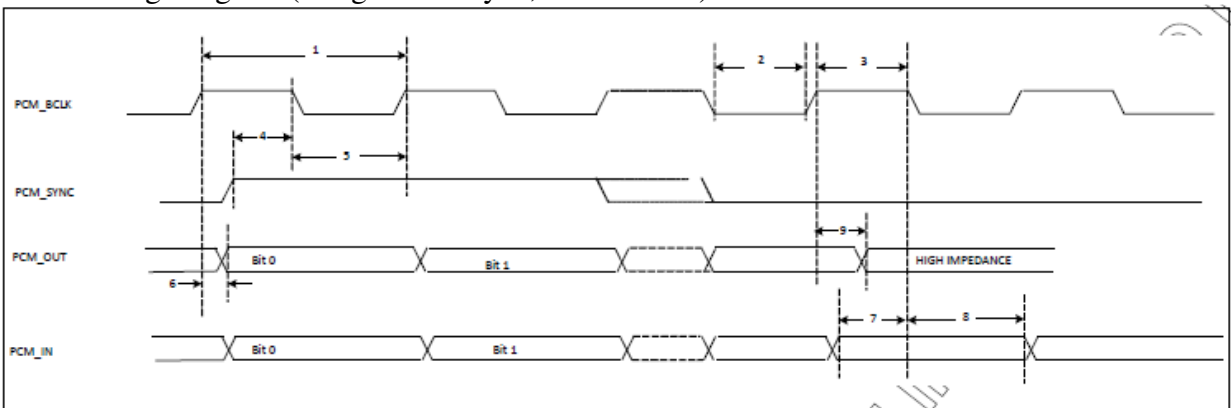 1
2
3
PCM_BCLK
4
5
PCM_SYNC
9
PCM_OUT
Bit 0
Bit 1
HIGH IMPEDANCE
6
7
8
PCM_IN
Bit 0
Bit 1